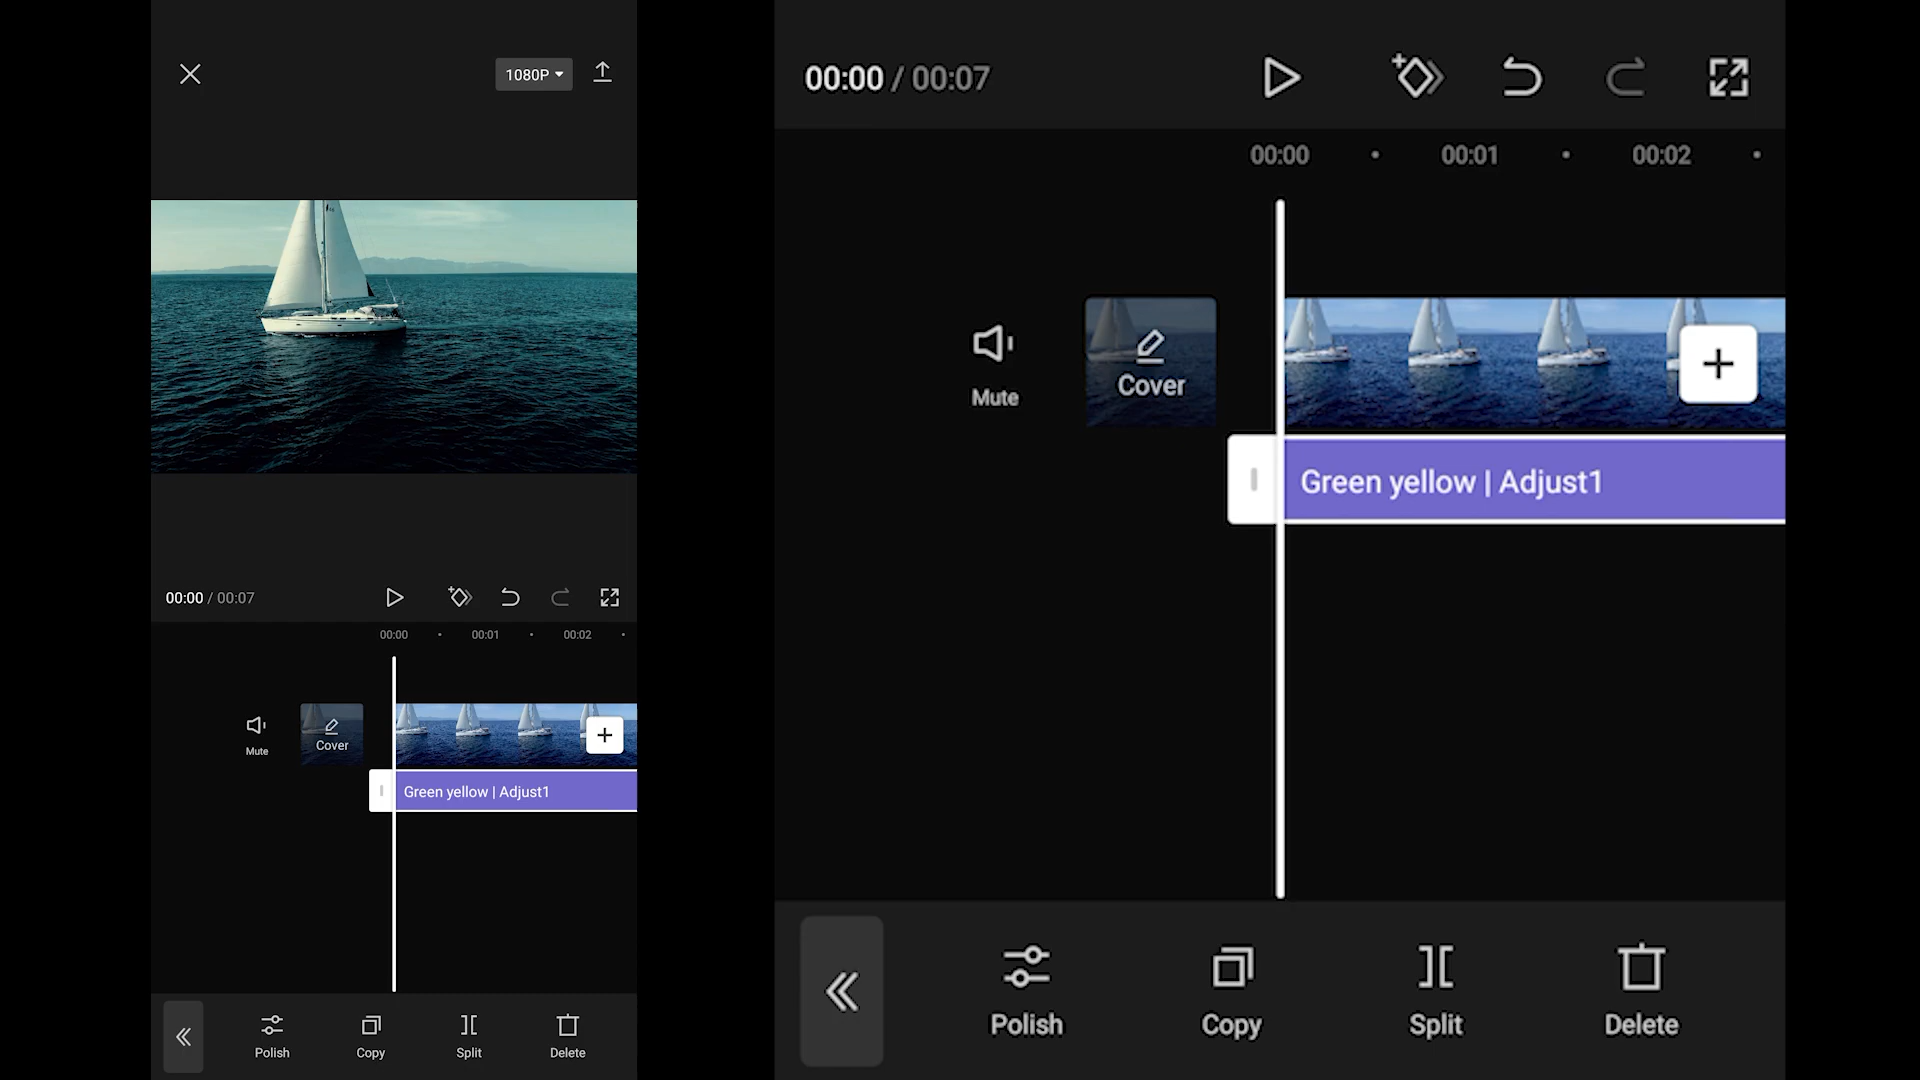 1080P
00:00 / 00:07
00:00 00:01 00:02
Mute
Cover
Green yellow | Adjust1
Polish Copy Split Delete
00:00 / 00:07
00:00 00:01 00:02
Mute
Cover
Green yellow | Adjust1
Polish Copy Split Delete